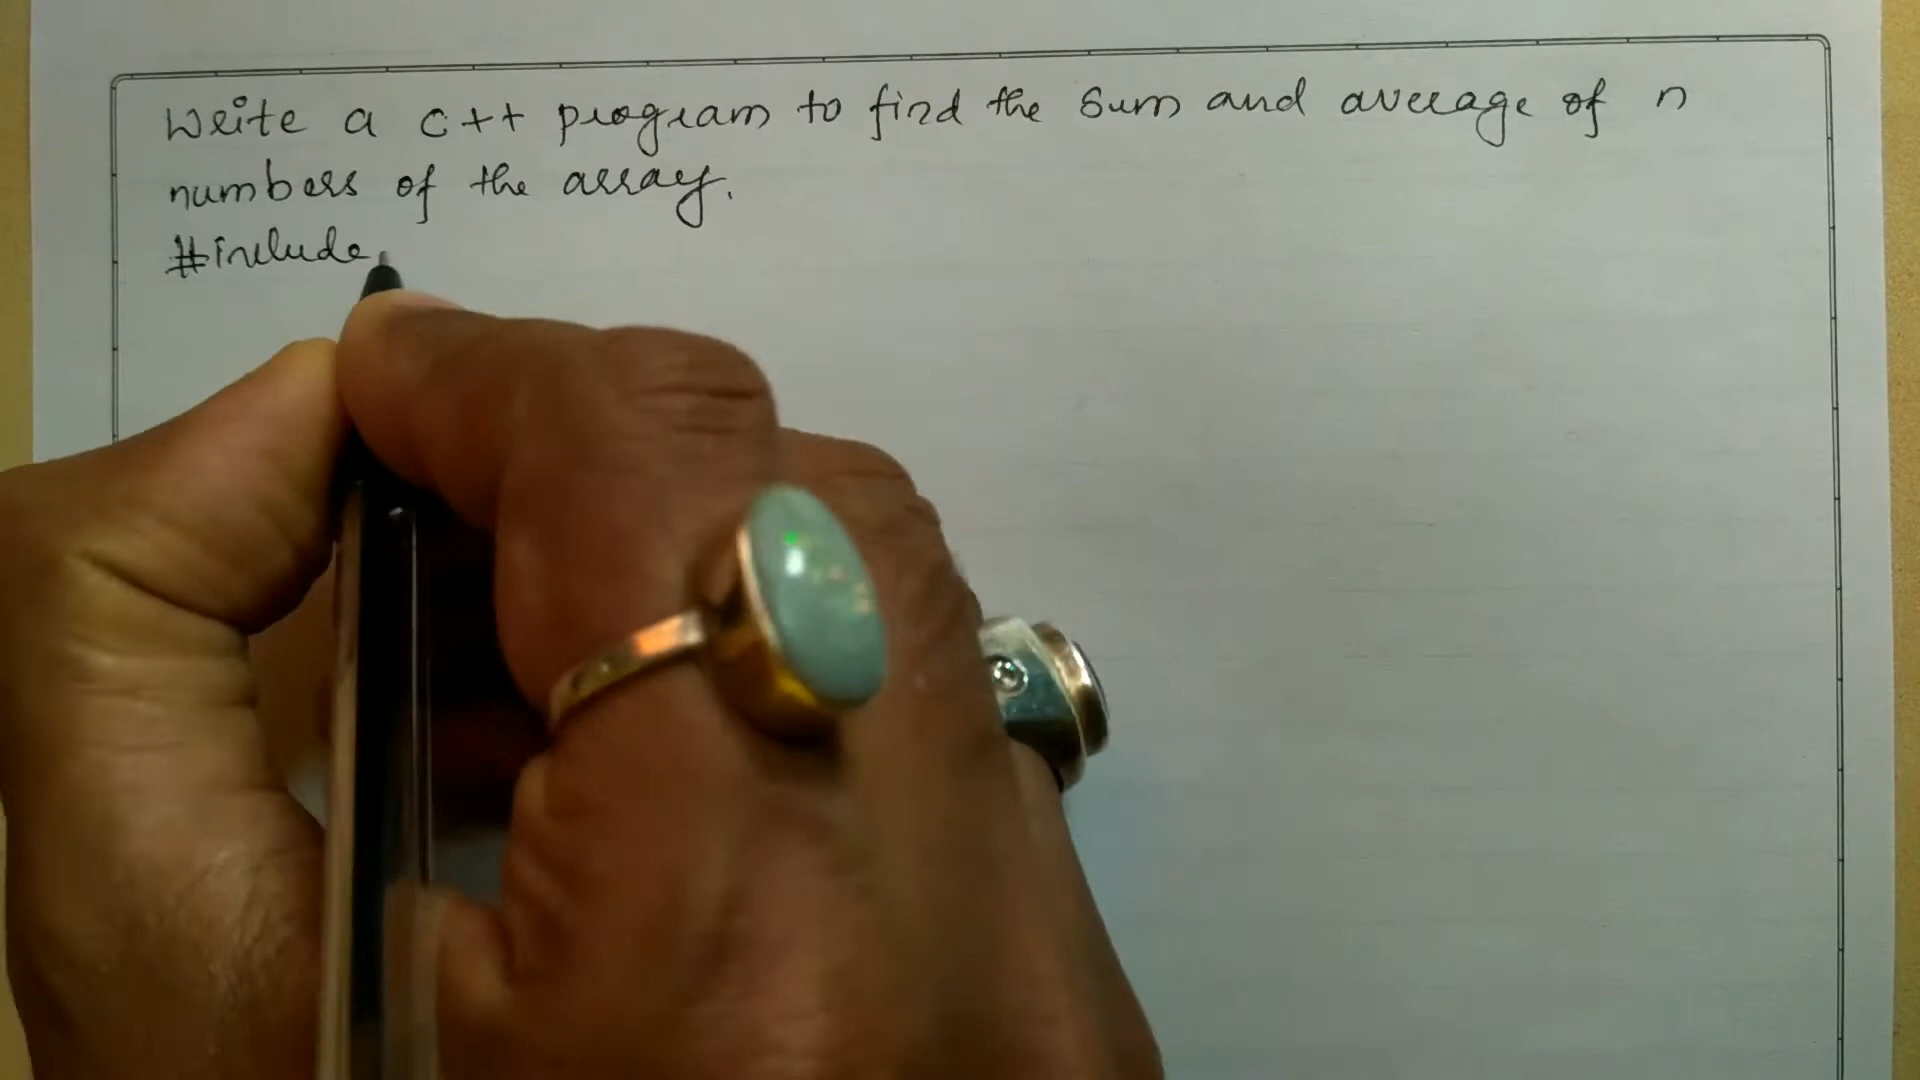 Write a c++ program to find the sum and average of n
numbers of the array.
#include